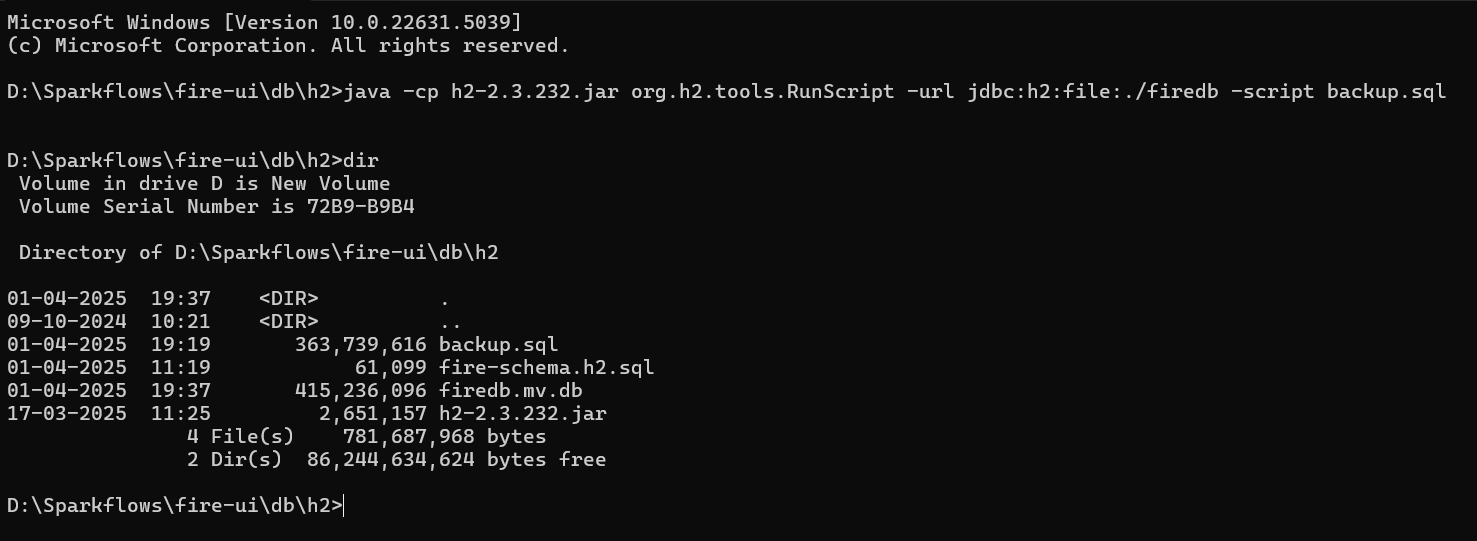 Microsoft Windows [Version 10.0.22631.5039]
(c) Microsoft Corporation. All rights reserved.
D:\Sparkflows\fire-ui\db\h2>java -cp h2-2.3.232.jar org.h2.tools.RunScript -url jdbc:h2:file:./firedb -script backup.sql
D:\Sparkflows\fire-ui\db\h2>dir
 Volume in drive D is New Volume
 Volume Serial Number is 72B9-B9B4
 Directory of D:\Sparkflows\fire-ui\db\h2
01-04-2025  19:37    <DIR>          .
09-10-2024  10:21    <DIR>          ..
01-04-2025  19:19       363,739,616 backup.sql
01-04-2025  11:19            61,099 fire-schema.h2.sql
01-04-2025  19:37       415,236,096 firedb.mv.db
17-03-2025  11:25         2,651,157 h2-2.3.232.jar
               4 File(s)    781,687,968 bytes
               2 Dir(s)  86,244,634,624 bytes free
D:\Sparkflows\fire-ui\db\h2>